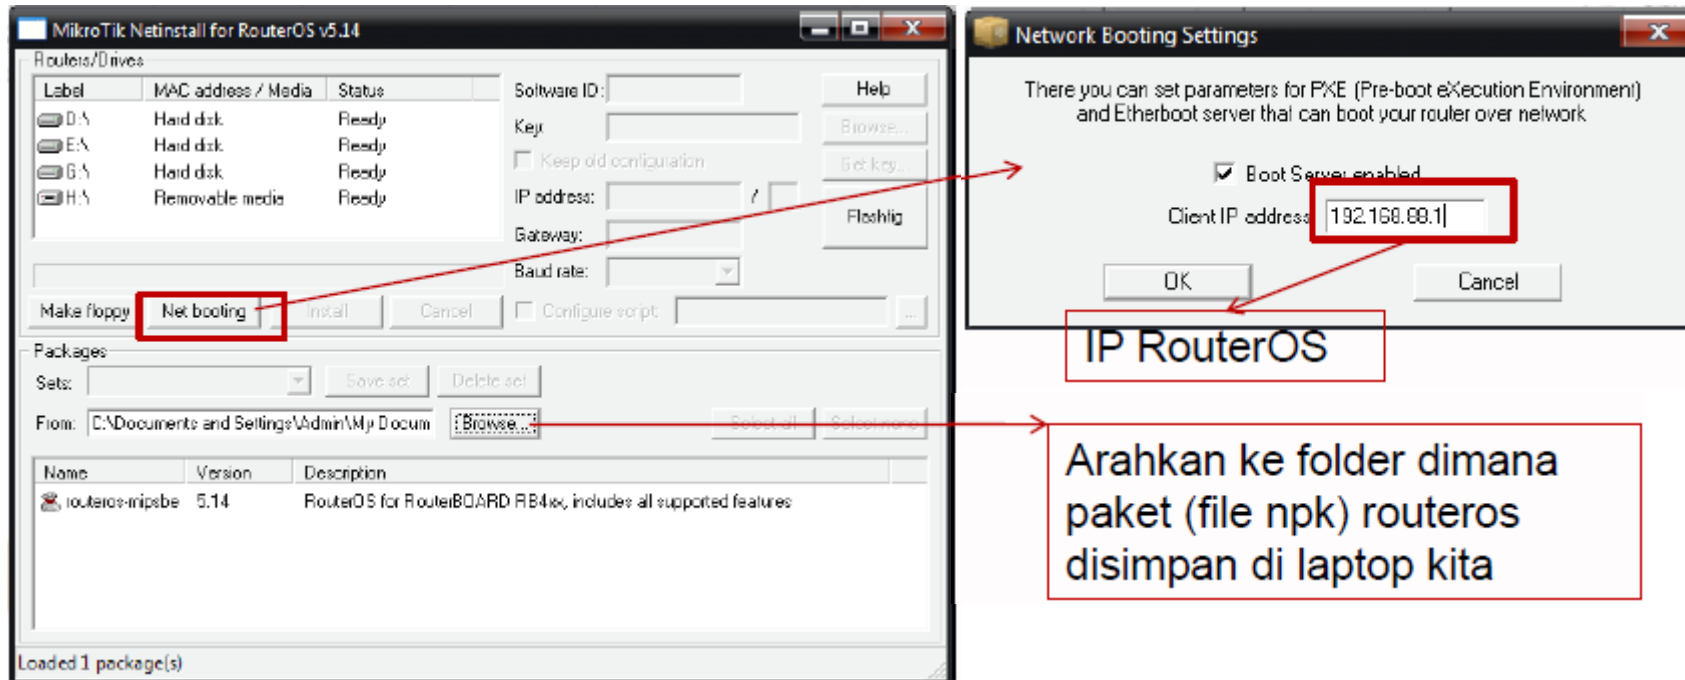 MikroTik Netinstall for RouterOS v5.14
Routers/Drives
Label MAC address / Media Status
D:\ Hard disk Ready
E:\ Hard disk Ready
G:\ Hard disk Ready
H:\ Removable media Ready
Software ID:
Help
Key:
Browse...
Keep old configuration
Get key...
IP address: /
Flashfig
Gateway:
Baud rate:
Make floppy Net booting Install Cancel
Configure script: ...
Packages
Sets: Save set Delete set
From: C:\Documents and Settings\Admin\My Docum Browse... Select all Select none
Name Version Description
routeros-mipsbe 5.14 RouterOS for RouterBOARD RB4xx, includes all supported features
Loaded 1 package(s)
Network Booting Settings
There you can set parameters for PXE (Pre-boot eXecution Environment)
and Etherboot server that can boot your router over network
Boot Server enabled
Client IP address: 192.168.88.1
OK Cancel
IP RouterOS
Arahkan ke folder dimana
paket (file npk) routeros
disimpan di laptop kita